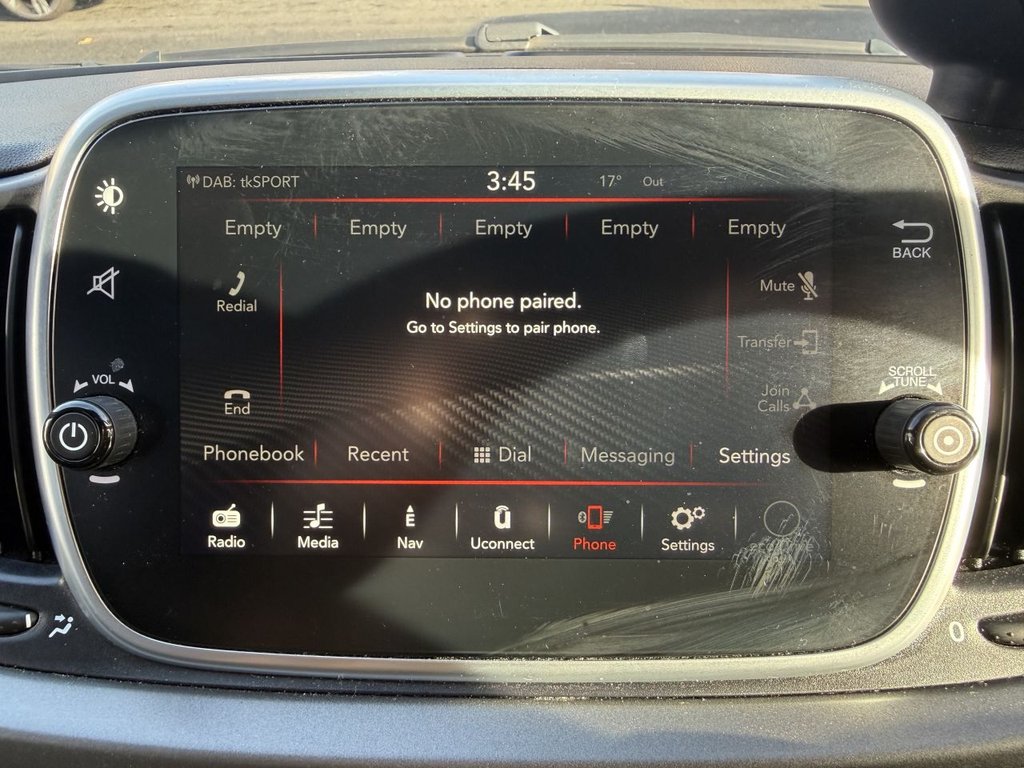 DAB: tkSPORT 3:45 17° Out
Empty Empty Empty Empty Empty
BACK
Redial
No phone paired.
Mute
Go to Settings to pair phone.
Transfer
VOL
SCROLL
TUNE
End
Join
Calls
Phonebook Recent Dial Messaging Settings
Radio Media Nav Uconnect Phone Settings
0